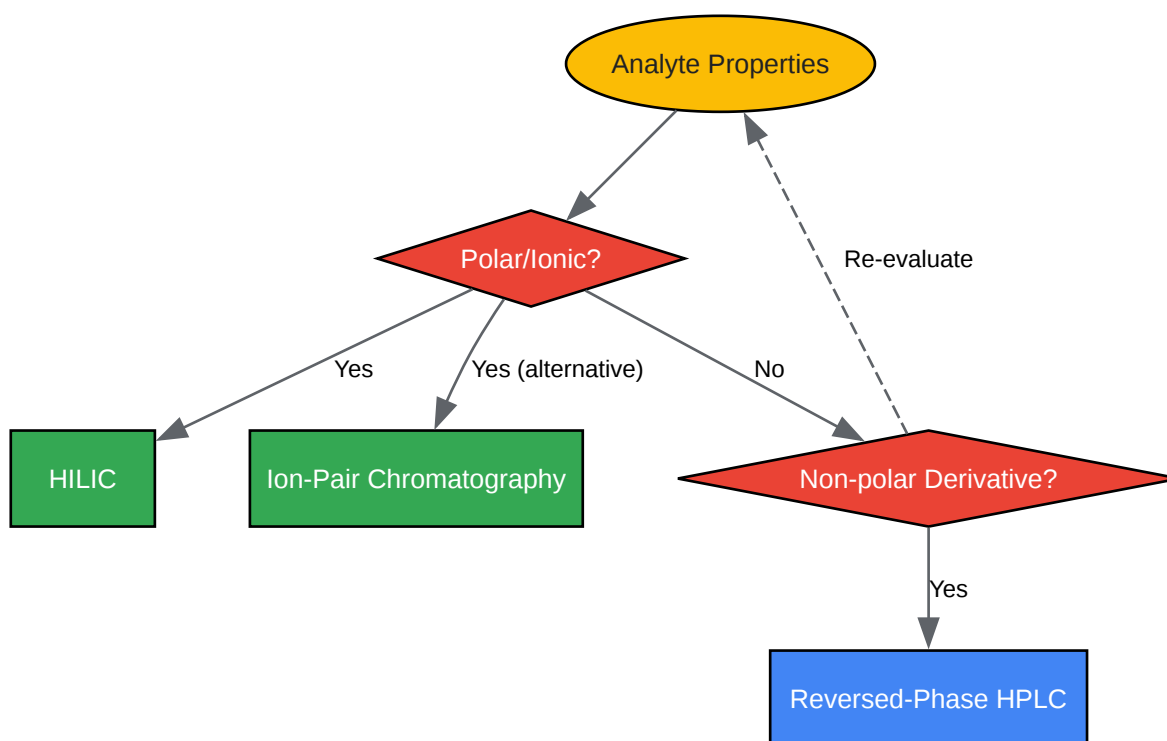 Analyte Properties
Polar/Ionic?
Re-evaluate
Yes
Yes (alternative)
No
HILIC
Ion-Pair Chromatography
Non-polar Derivative?
Yes
Reversed-Phase HPLC